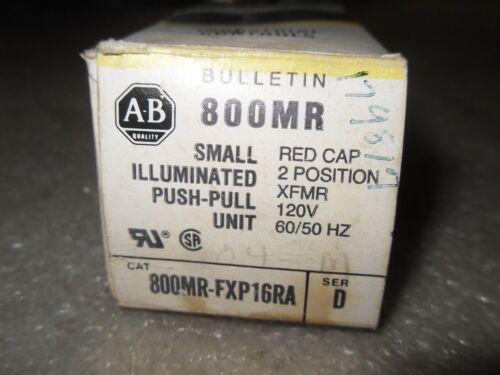 BULLETIN
A-B
QUALITY
800MR
SMALL
ILLUMINATED
PUSH-PULL
UNIT
RED CAP
2 POSITION
XFMR
120V
60/50 HZ
CAT
800MR-FXP16RA
SER
D